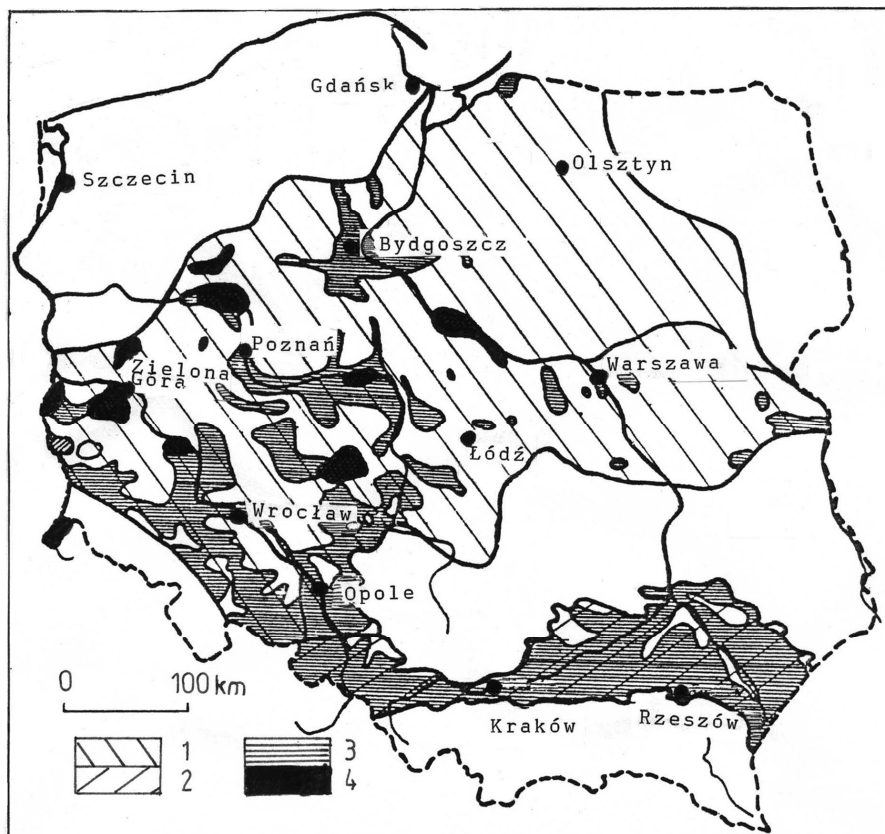 Gdańsk
Olsztyn
Szczecin
Bydgoszcz
Poznań
Zielona
Góra
Warszawa
Łódź
Wrocław
Opole
0 100 km
Kraków
Rzeszów
1
2
3
4